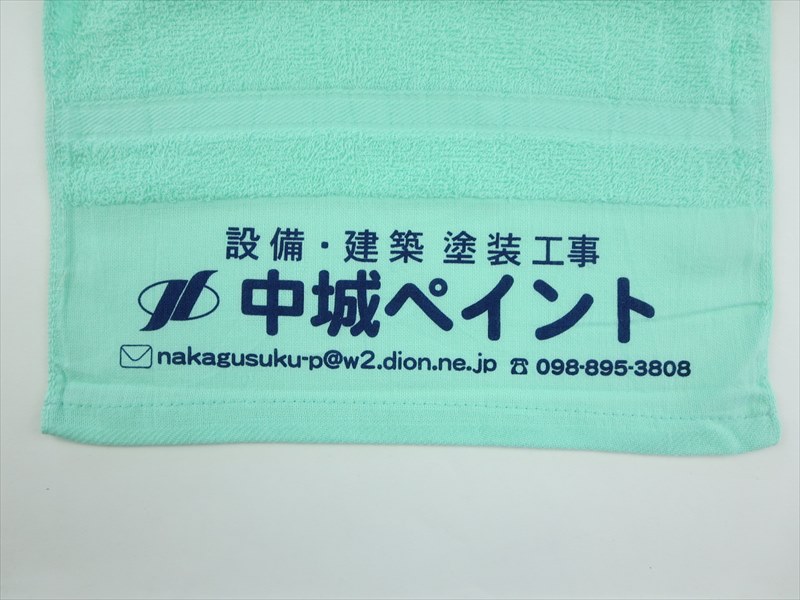 設備・建築 塗装工事
中城ペイント
nakagusuku-p@w2.dion.ne.jp ☎ 098-895-3808